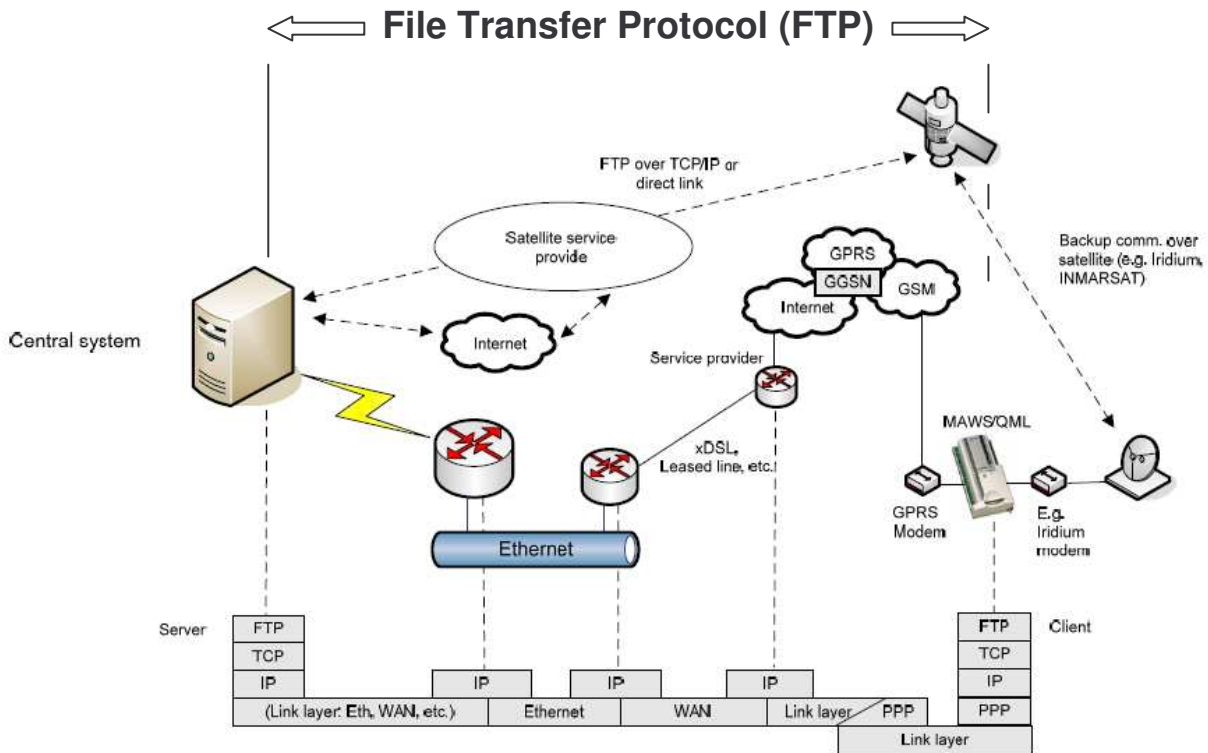 File Transfer Protocol (FTP)
FTP over TCP/IP or
direct link
Satellite service
provide
GPRS
GGSN
GSM
Internet
Backup comm. over
satellite (e.g. Iridium,
INMARSAT)
Central system
Internet
Service provider
MAWS/QML
xDSL,
Leased line, etc.
GPRS
Modem
E.g.
Iridium
modem
Ethernet
Server
FTP
TCP
IP
FTP
Client
TCP
IP
PPP
IP
IP
IP
(Link layer: Eth, WAN, etc.)
Ethernet
WAN
Link layer
PPP
Link layer